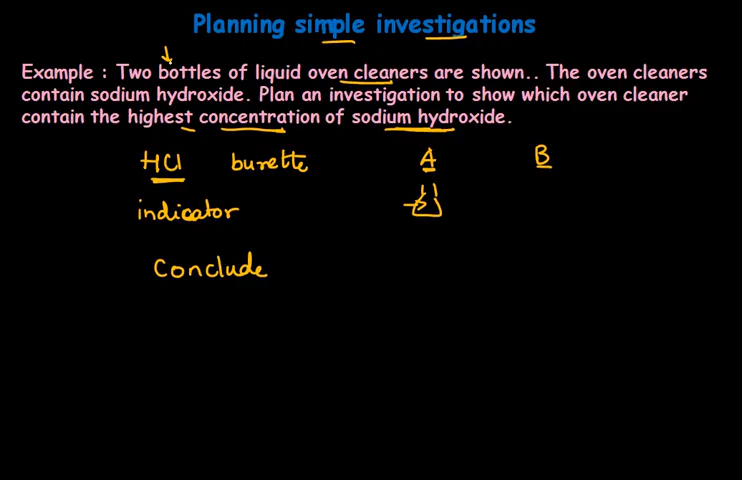 Planning simple investigations
Example : Two bottles of liquid oven cleaners are shown.. The oven cleaners
contain sodium hydroxide. Plan an investigation to show which oven cleaner
contain the highest concentration of sodium hydroxide.
HCl burette A B
indicator
Conclude